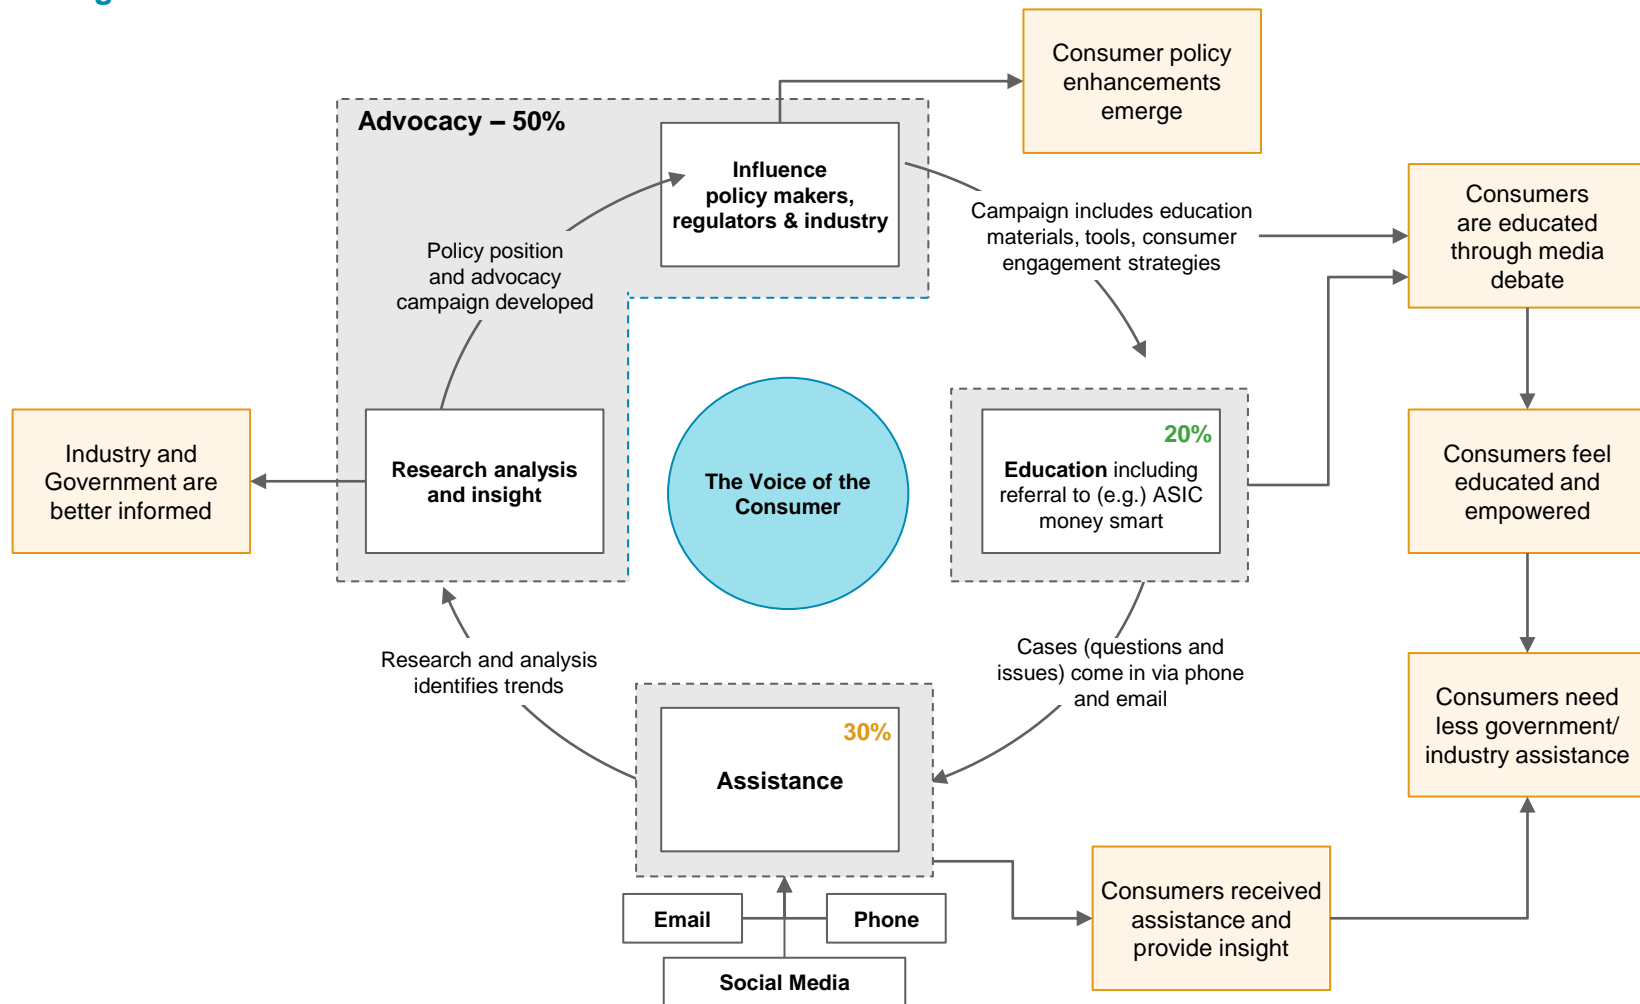 Consumer policy
enhancements
emerge
Advocacy – 50%
Influence
policy makers,
regulators & industry
Consumers
are educated
through media
debate
Campaign includes education
materials, tools, consumer
engagement strategies
Policy position
and advocacy
campaign developed
Industry and
Government are
better informed
Research analysis
and insight
The Voice of the
Consumer
20%
Education including
referral to (e.g.) ASIC
money smart
Consumers feel
educated and
empowered
Research and analysis
identifies trends
Cases (questions and
issues) come in via phone
and email
Consumers need
less government/
industry assistance
30%
Assistance
Email
Phone
Social Media
Consumers received
assistance and
provide insight